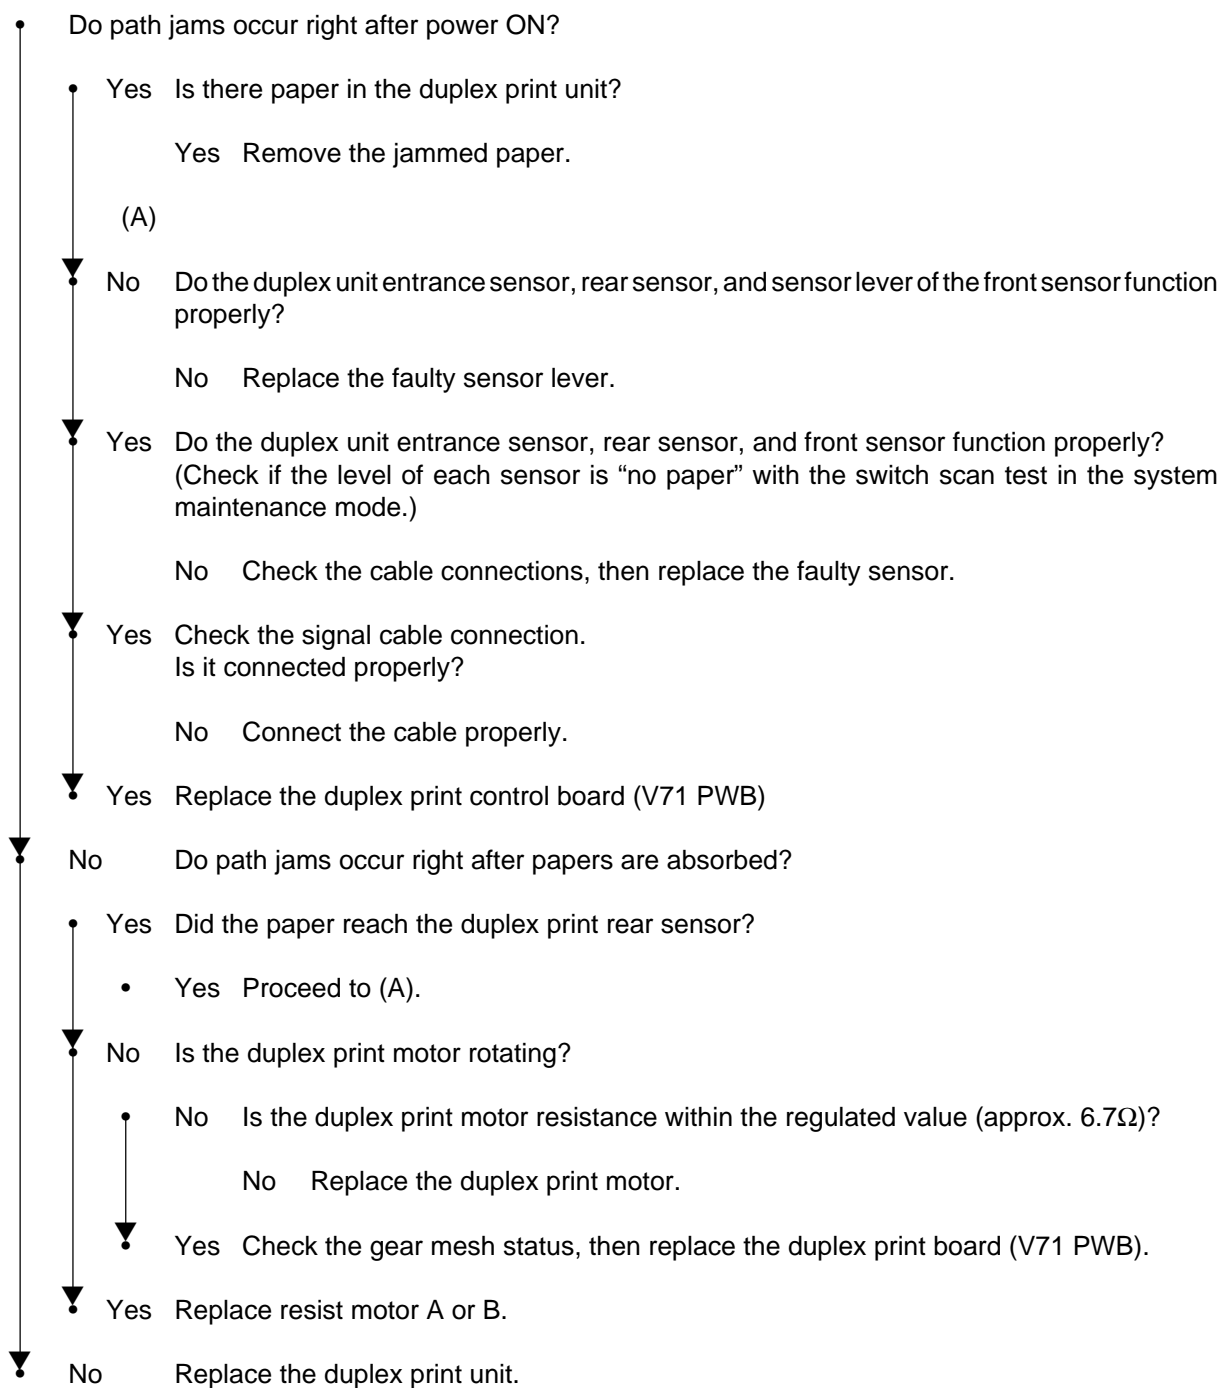 Do path jams occur right after power ON?
Yes Is there paper in the duplex print unit?
Yes Remove the jammed paper.
(A)
No Do the duplex unit entrance sensor, rear sensor, and sensor lever of the front sensor function
properly?
No Replace the faulty sensor lever.
Yes Do the duplex unit entrance sensor, rear sensor, and front sensor function properly?
(Check if the level of each sensor is “no paper” with the switch scan test in the system
maintenance mode.)
No Check the cable connections, then replace the faulty sensor.
Yes Check the signal cable connection.
Is it connected properly?
No Connect the cable properly.
Yes Replace the duplex print control board (V71 PWB)
No Do path jams occur right after papers are absorbed?
Yes Did the paper reach the duplex print rear sensor?
• Yes Proceed to (A).
No Is the duplex print motor rotating?
No Is the duplex print motor resistance within the regulated value (approx. 6.7Ω)?
No Replace the duplex print motor.
Yes Check the gear mesh status, then replace the duplex print board (V71 PWB).
Yes Replace resist motor A or B.
No Replace the duplex print unit.